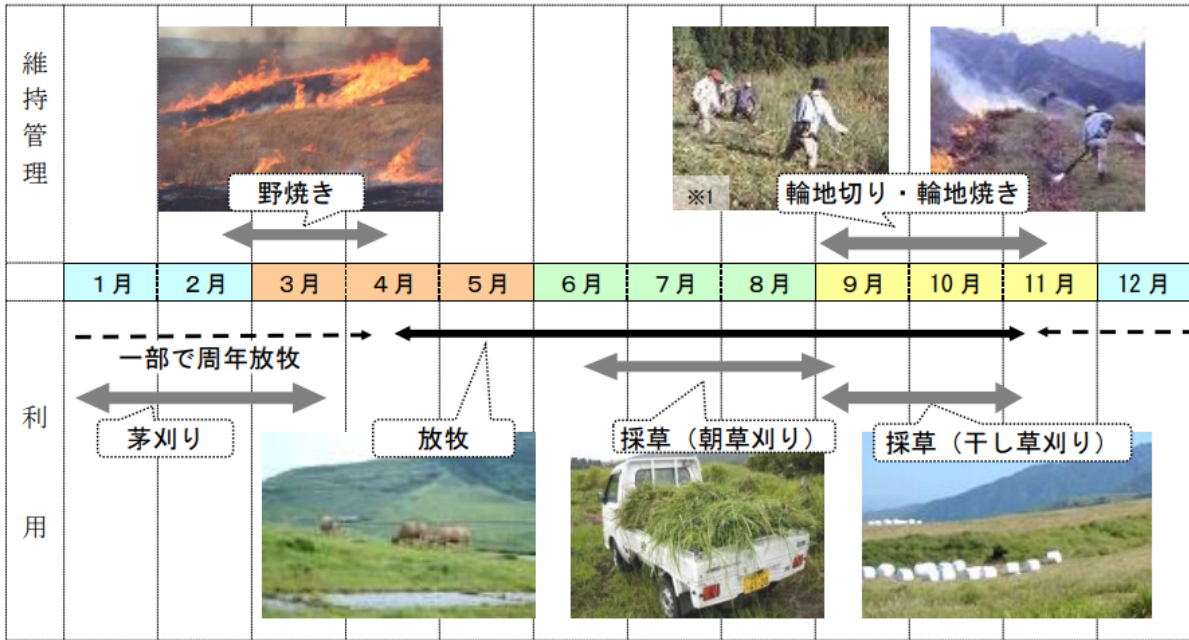 維持管理
野焼き
※1
輪地切り・輪地焼き
1月 2月 3月 4月 5月 6月 7月 8月 9月 10月 11月 12月
利用
一部で周年放牧
茅刈り
放牧
採草（朝草刈り）
採草（干し草刈り）